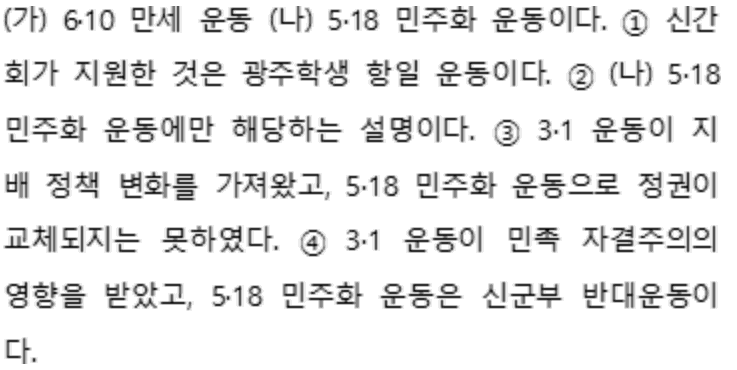 (가) 6·10 만세 운동 (나) 5·18 민주화 운동이다. ① 신간
회가 지원한 것은 광주학생 항일 운동이다. ② (나) 5·18
민주화 운동에만 해당하는 설명이다. ③ 3·1 운동이 지
배 정책 변화를 가져왔고, 5·18 민주화 운동으로 정권이
교체되지는 못하였다. ④ 3·1 운동이 민족 자결주의의
영향을 받았고, 5·18 민주화 운동은 신군부 반대운동이
다.